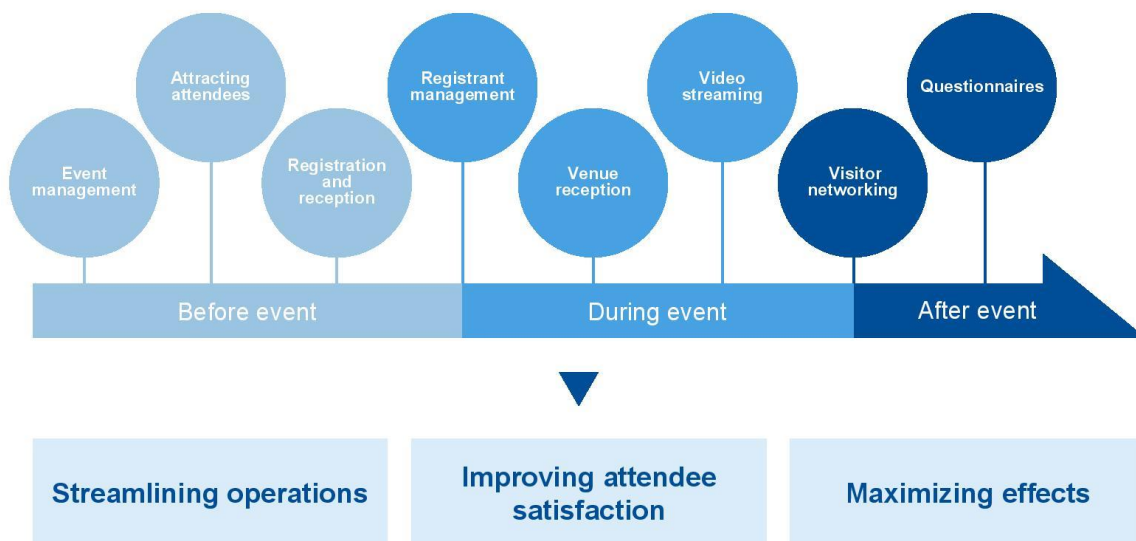 Attracting
attendees
Registrant
management
Video
streaming
Questionnaires
Event
management
Registration
and
reception
Venue
reception
Visitor
networking
Before event
During event
After event
Streamlining operations
Improving attendee
satisfaction
Maximizing effects